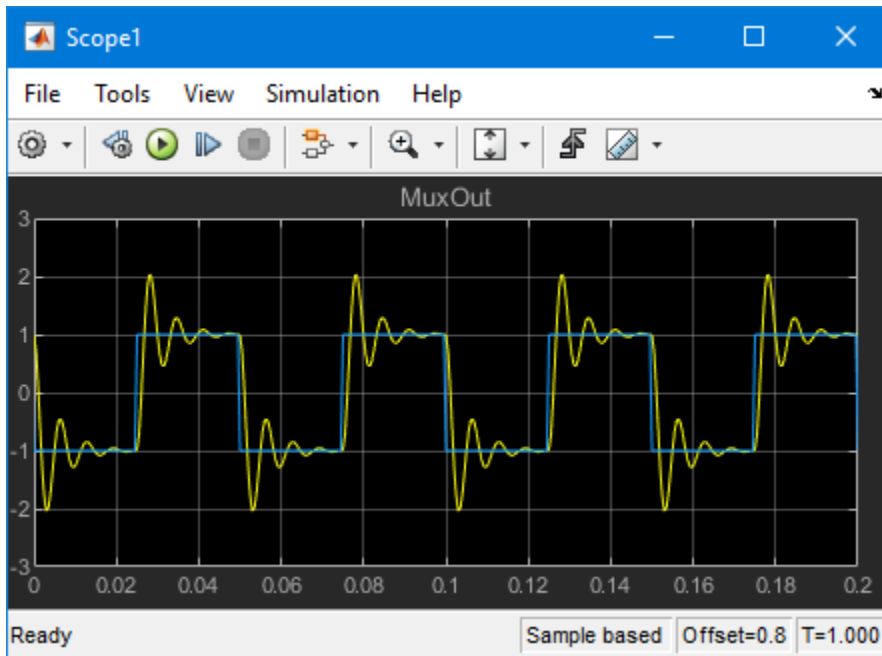 Scope1
File Tools View Simulation Help
MuxOut
3
2
1
0
-1
-2
-3
0 0.02 0.04 0.06 0.08 0.1 0.12 0.14 0.16 0.18 0.2
Ready Sample based Offset=0.8 T=1.000